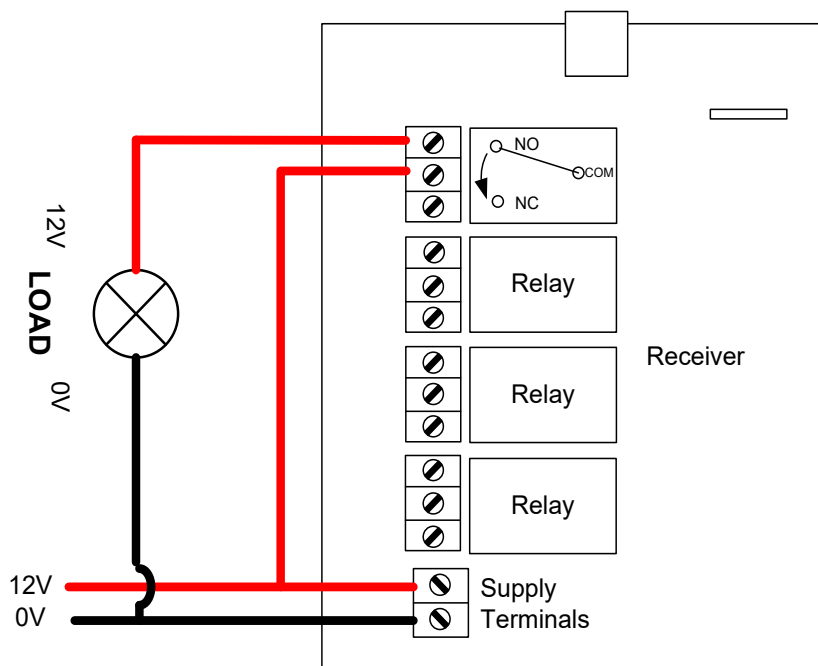 NO
COM
NC
12V
LOAD
0V
Relay
Receiver
Relay
Relay
12V
0V
Supply
Terminals